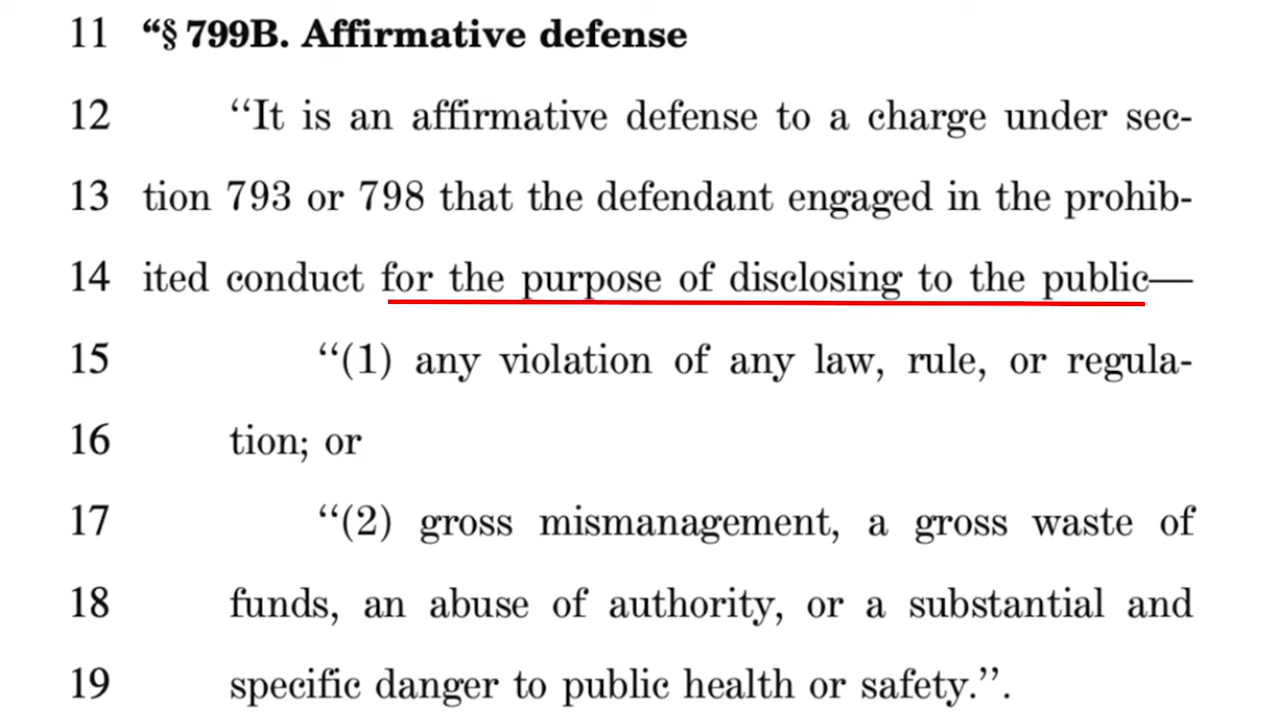 11 “§ 799B. Affirmative defense
12 ‘‘It is an affirmative defense to a charge under sec-
13 tion 793 or 798 that the defendant engaged in the prohib-
14 ited conduct for the purpose of disclosing to the public—
15 ‘‘(1) any violation of any law, rule, or regula-
16 tion; or
17 ‘‘(2) gross mismanagement, a gross waste of
18 funds, an abuse of authority, or a substantial and
19 specific danger to public health or safety.’’.